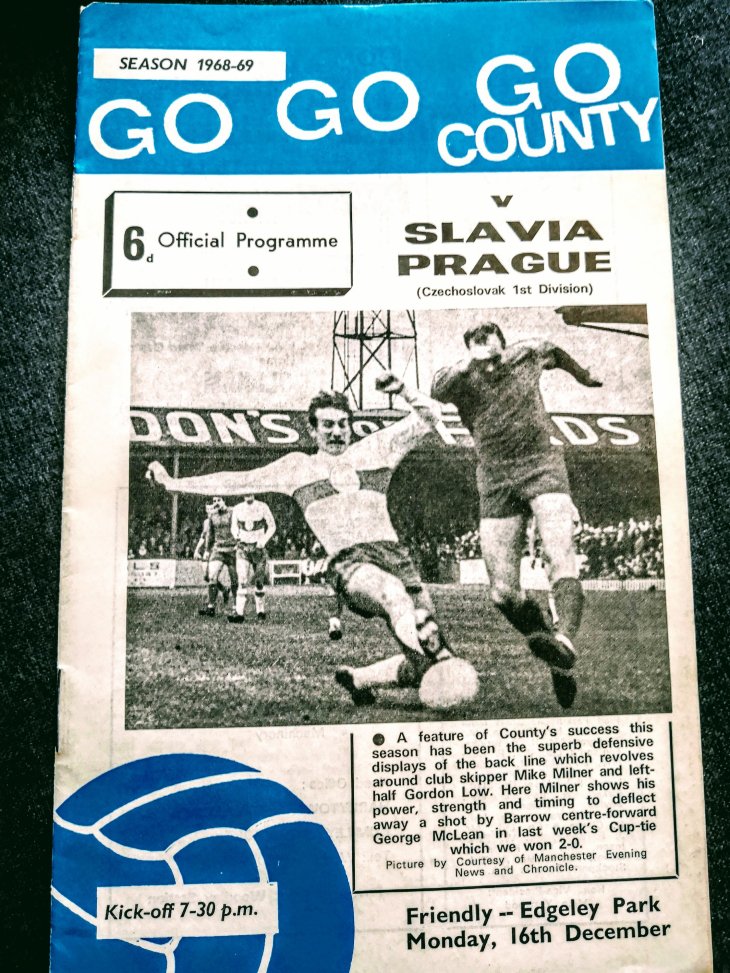 SEASON 1968-69
GO GO GO
COUNTY
6d Official Programme
v
SLAVIA
PRAGUE
(Czechoslovak 1st Division)
DON'S
DS
LS
A feature of County's success this
season has been the superb defensive
displays of the back line which revolves
around club skipper Mike Milner and left-
half Gordon Low. Here Milner shows his
power, strength and timing to deflect
away a shot by Barrow centre-forward
George McLean in last week's Cup-tie
which we won 2-0.
Picture by Courtesy of Manchester Evening
News and Chronicle.
Kick-off 7-30 p.m.
Friendly -- Edgeley Park
Monday, 16th December